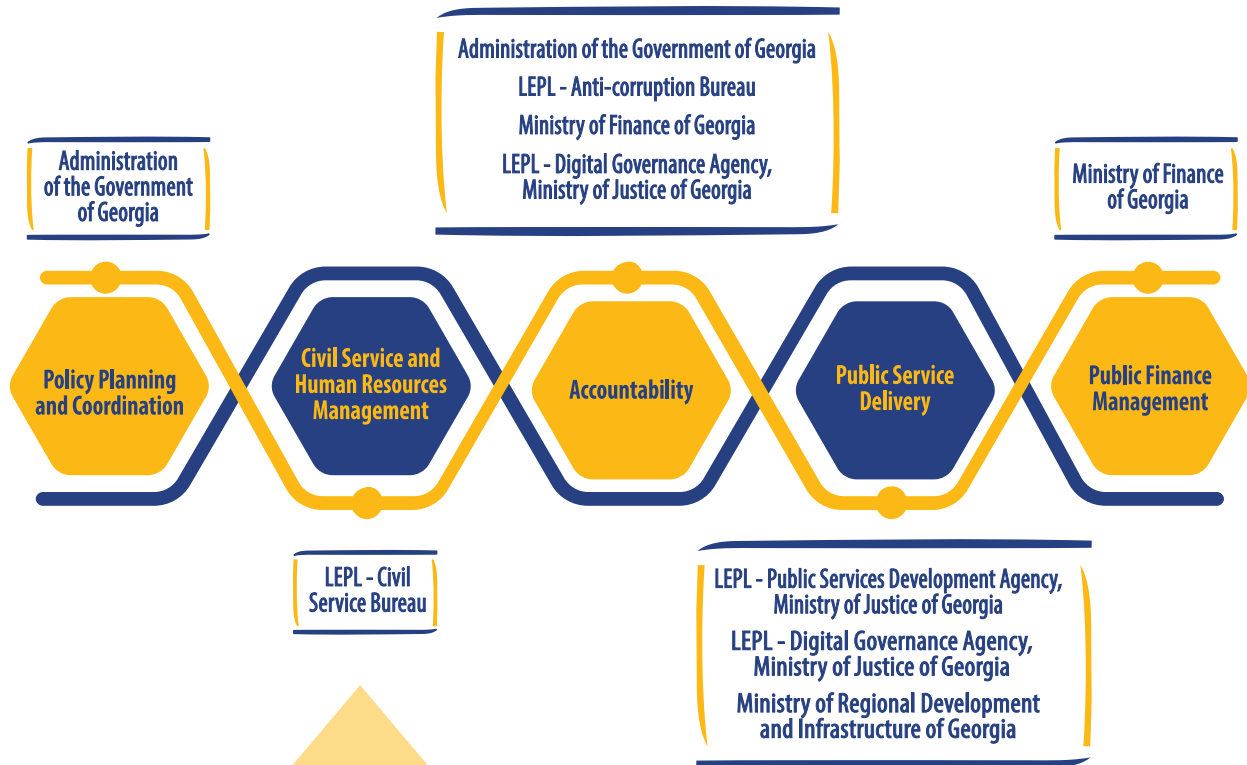 Administration of the Government of Georgia
LEPL - Anti-corruption Bureau
Ministry of Finance of Georgia
LEPL - Digital Governance Agency,
Ministry of Justice of Georgia
Administration
of the Government
of Georgia
Ministry of Finance
of Georgia
Policy Planning
and Coordination
Civil Service and
Human Resources
Management
Accountability
Public Service
Delivery
Public Finance
Management
LEPL - Civil
Service Bureau
LEPL - Public Services Development Agency,
Ministry of Justice of Georgia
LEPL - Digital Governance Agency,
Ministry of Justice of Georgia
Ministry of Regional Development
and Infrastructure of Georgia